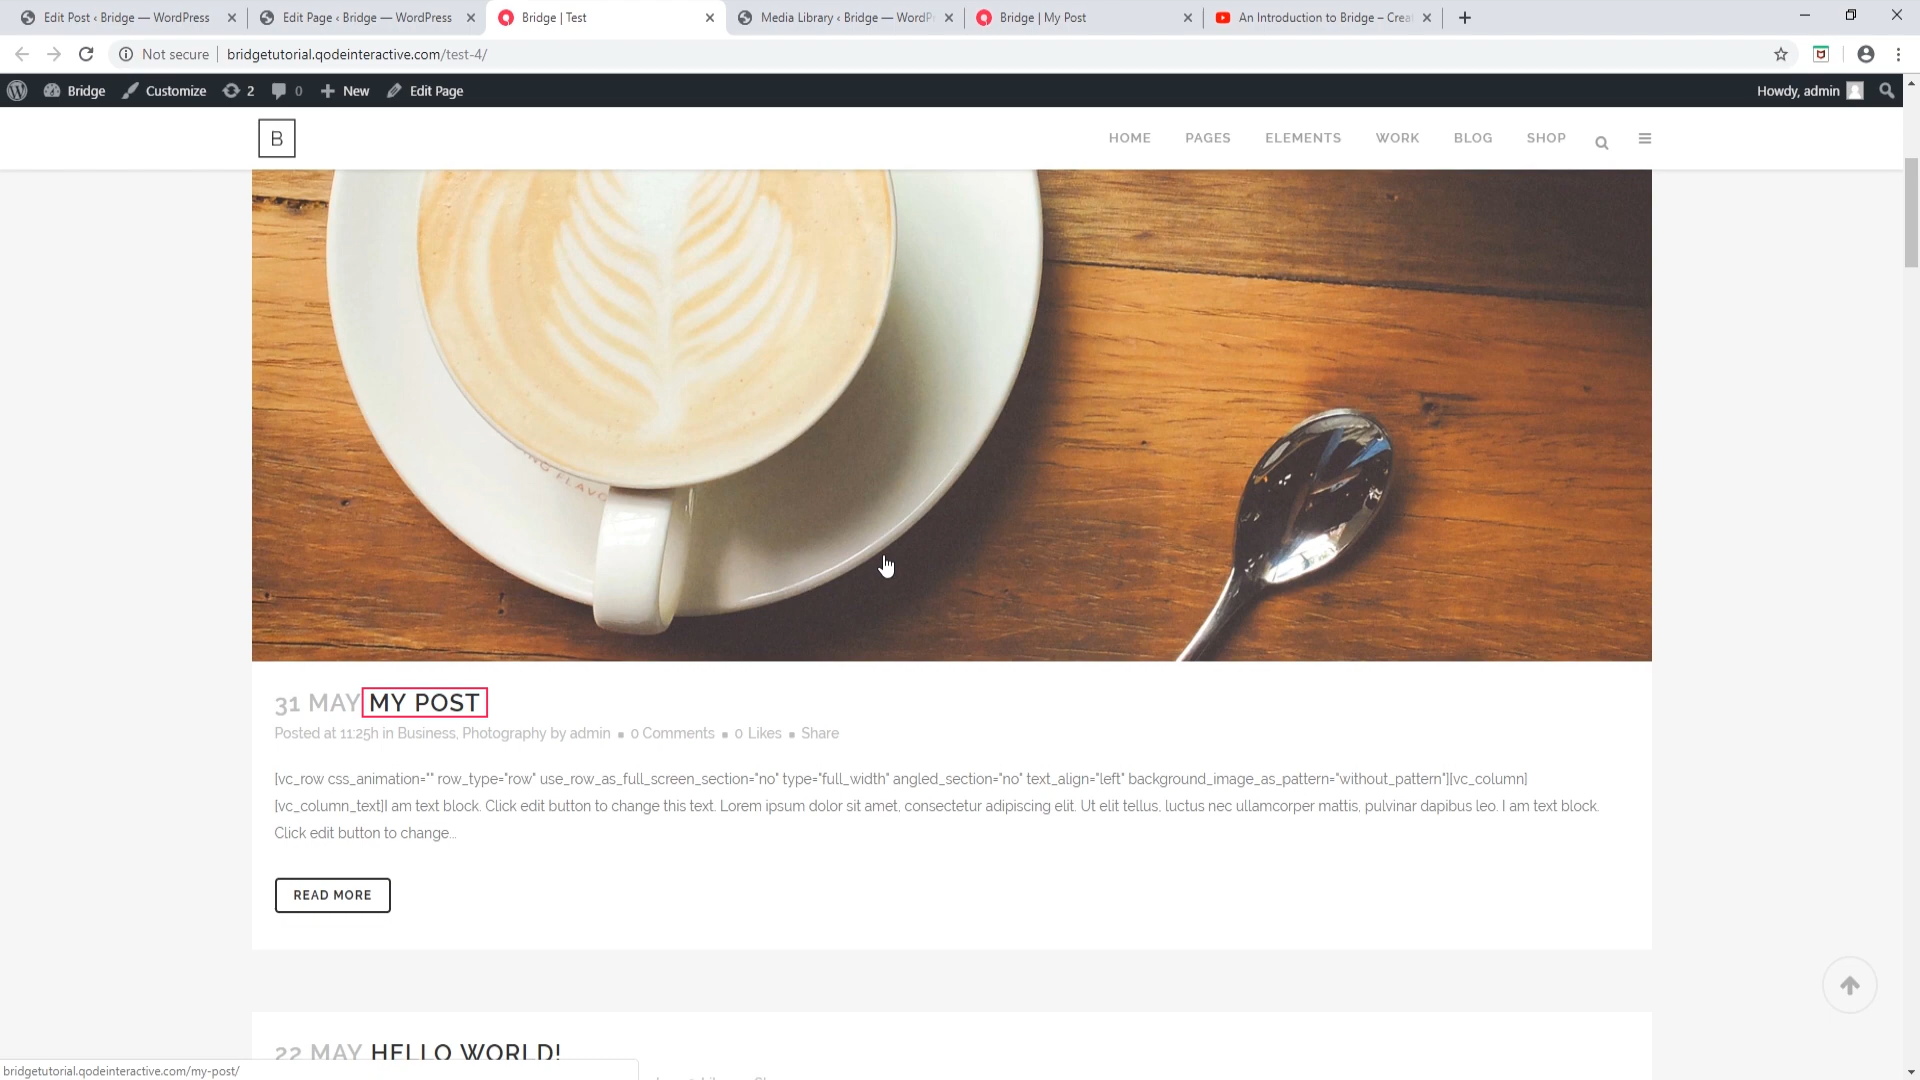 Edit Post ‹ Bridge — WordPress
Edit Page ‹ Bridge — WordPress
Bridge | Test
Media Library ‹ Bridge — WordP
Bridge | My Post
An Introduction to Bridge – Crea
Not secure
bridgetutorial.qodeinteractive.com/test-4/
Bridge
Customize
2
0
New
Edit Page
Howdy, admin
B
HOME
PAGES
ELEMENTS
WORK
BLOG
SHOP
31 MAY MY POST
Posted at 11:25h in Business, Photography by admin ▪ 0 Comments ▪ 0 Likes ▪ Share
[vc_row css_animation="" row_type="row" use_row_as_full_screen_section="no" type="full_width" angled_section="no" text_align="left" background_image_as_pattern="without_pattern"][vc_column]
[vc_column_text]I am text block. Click edit button to change this text. Lorem ipsum dolor sit amet, consectetur adipiscing elit. Ut elit tellus, luctus nec ullamcorper mattis, pulvinar dapibus leo. I am text block.
Click edit button to change...
READ MORE
22 MAY HELLO WORLD!
bridgetutorial.qodeinteractive.com/my-post/